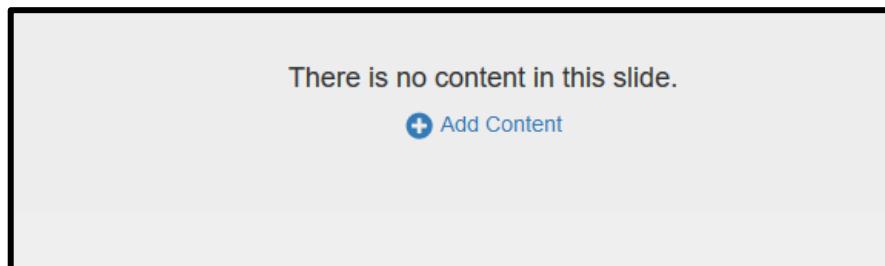 There is no content in this slide.
Add Content